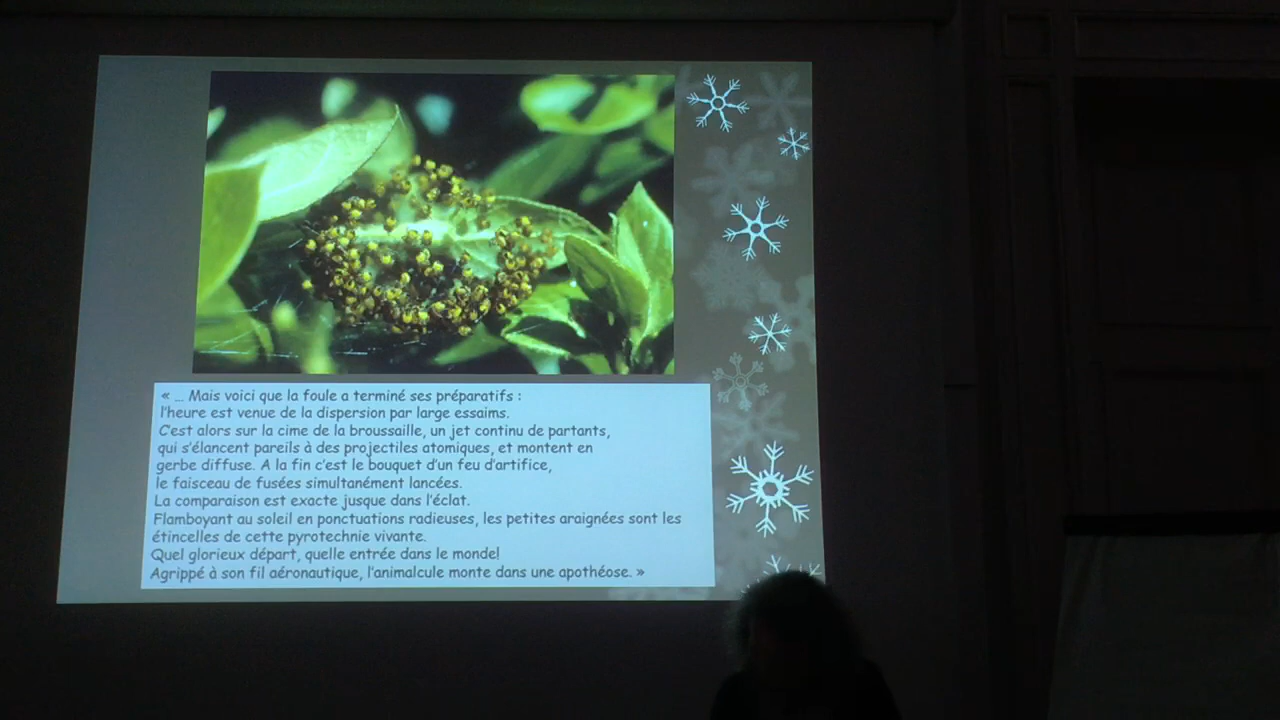 « ... Mais voici que la foule a terminé ses préparatifs :
l'heure est venue de la dispersion par large essaims.
C'est alors sur la cime de la broussaille, un jet continu de partants,
qui s'élancent pareils à des projectiles atomiques, et montent en
gerbe diffuse. A la fin c'est le bouquet d'un feu d'artifice,
le faisceau de fusées simultanément lancées.
La comparaison est exacte jusque dans l'éclat.
Flamboyant au soleil en ponctuations radieuses, les petites araignées sont les
étincelles de cette pyrotechnie vivante.
Quel glorieux départ, quelle entrée dans le monde!
Agrippé à son fil aéronautique, l'animalcule monte dans une apothéose. »